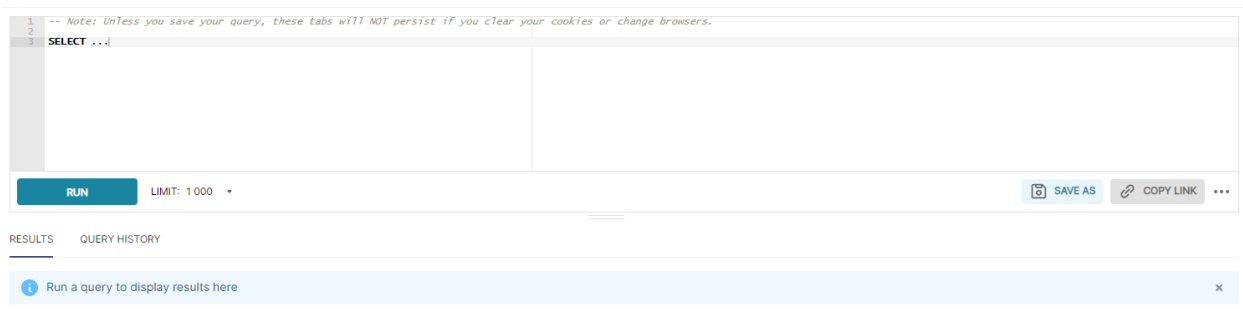 1 -- Note: Unless you save your query, these tabs will NOT persist if you clear your cookies or change browsers.
2
3 SELECT ...
RUN LIMIT: 1 000 SAVE AS COPY LINK ...
RESULTS QUERY HISTORY
i Run a query to display results here ×